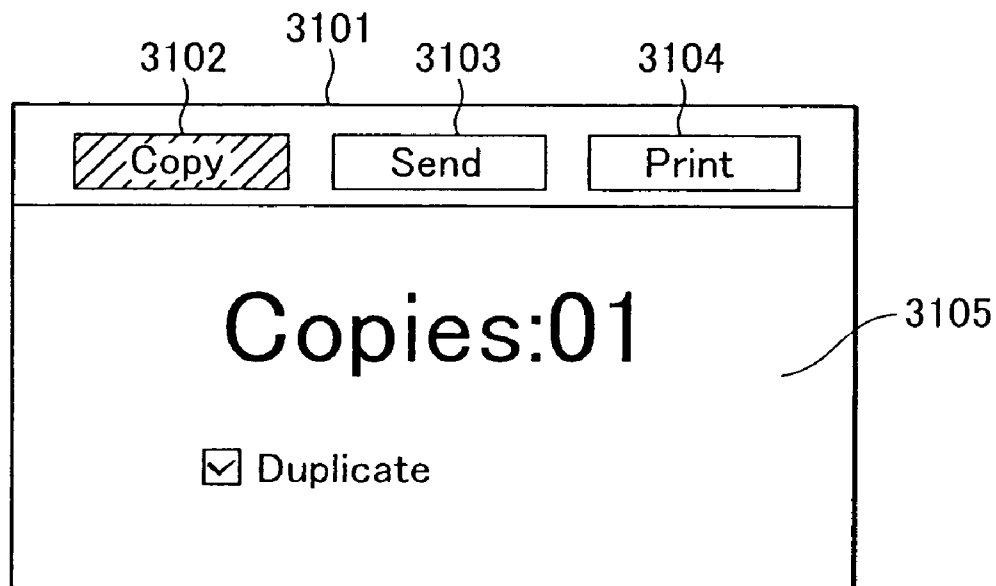 3101
3102 3103 3104
Copy Send Print
Copies:01
3105
Duplicate